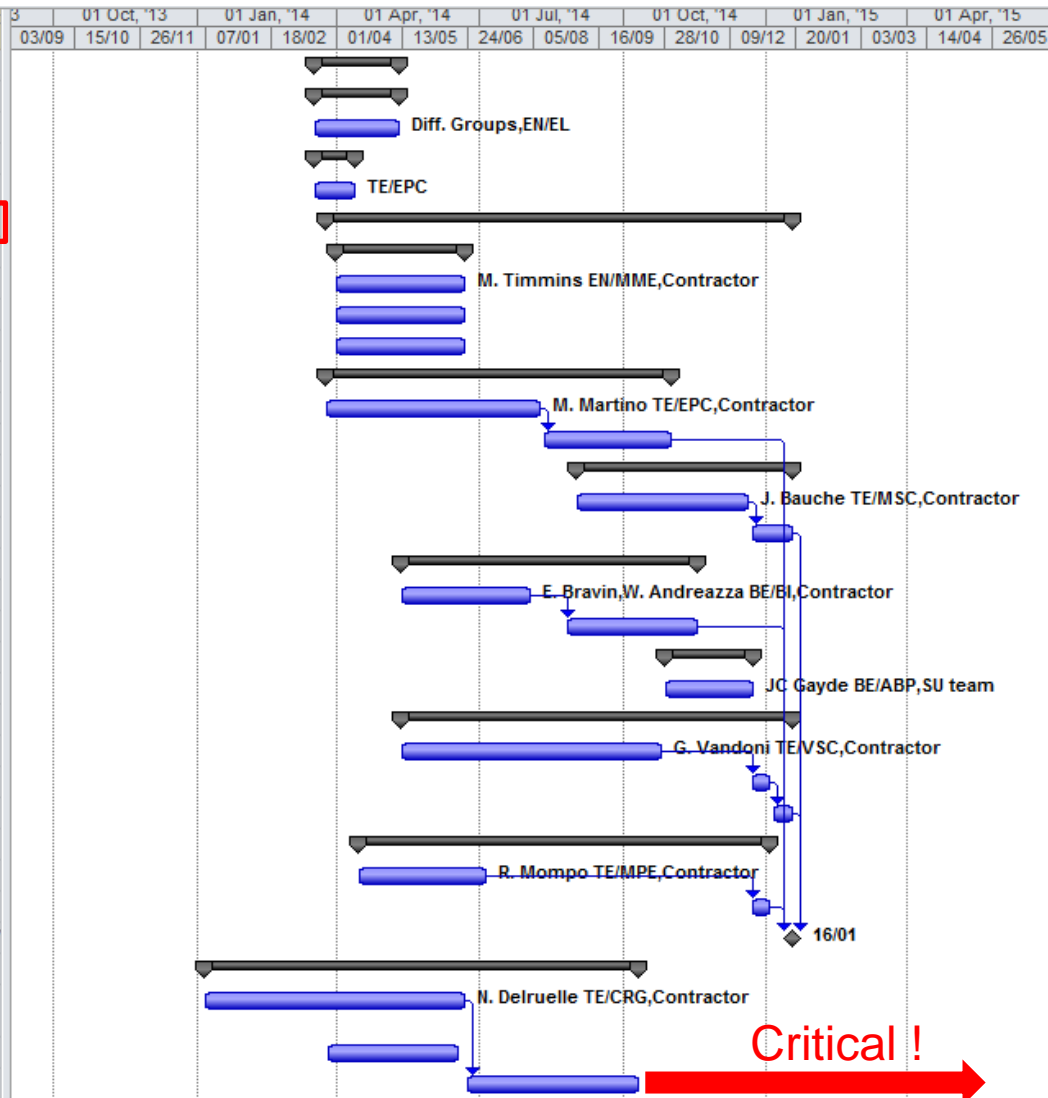 3 01 Oct, '13 01 Jan, '14 01 Apr, '14 01 Jul, '14 01 Oct, '14 01 Jan, '15 01 Apr, '15
03/09 15/10 26/11 07/01 18/02 01/04 13/05 24/06 05/08 16/09 28/10 09/12 20/01 03/03 14/04 26/05
Diff. Groups,EN/EL
TE/EPC
M. Timmins EN/MME,Contractor
M. Martino TE/EPC,Contractor
J. Bauche TE/MSC,Contractor
E. Bravin,W. Andreazza BE/BI,Contractor
JC Gayde BE/ABP,SU team
G. Vandoni TE/VSC,Contractor
R. Mompo TE/MPE,Contractor
16/01
N. Delruelle TE/CRG,Contractor
Critical !